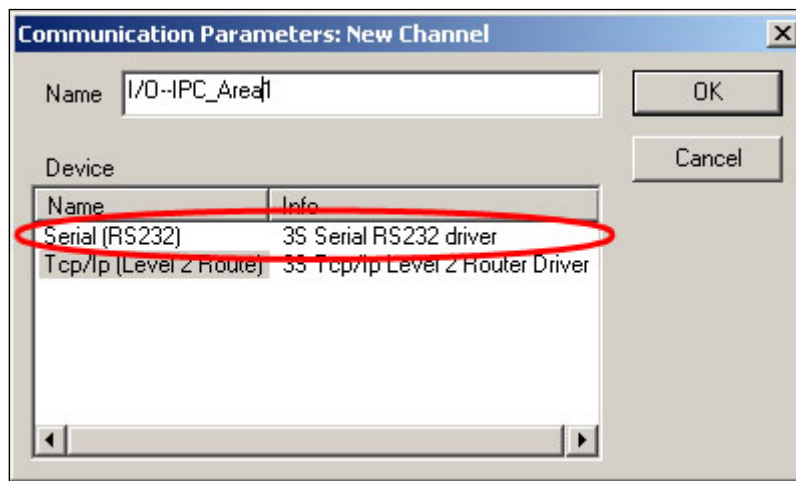 Communication Parameters: New Channel
Name I/O--IPC_Area1 OK
Device Cancel
Name Info
Serial (RS232) 3S Serial RS232 driver
Tcp/Ip (Level 2 Route) 3S Tcp/Ip Level 2 Router Driver